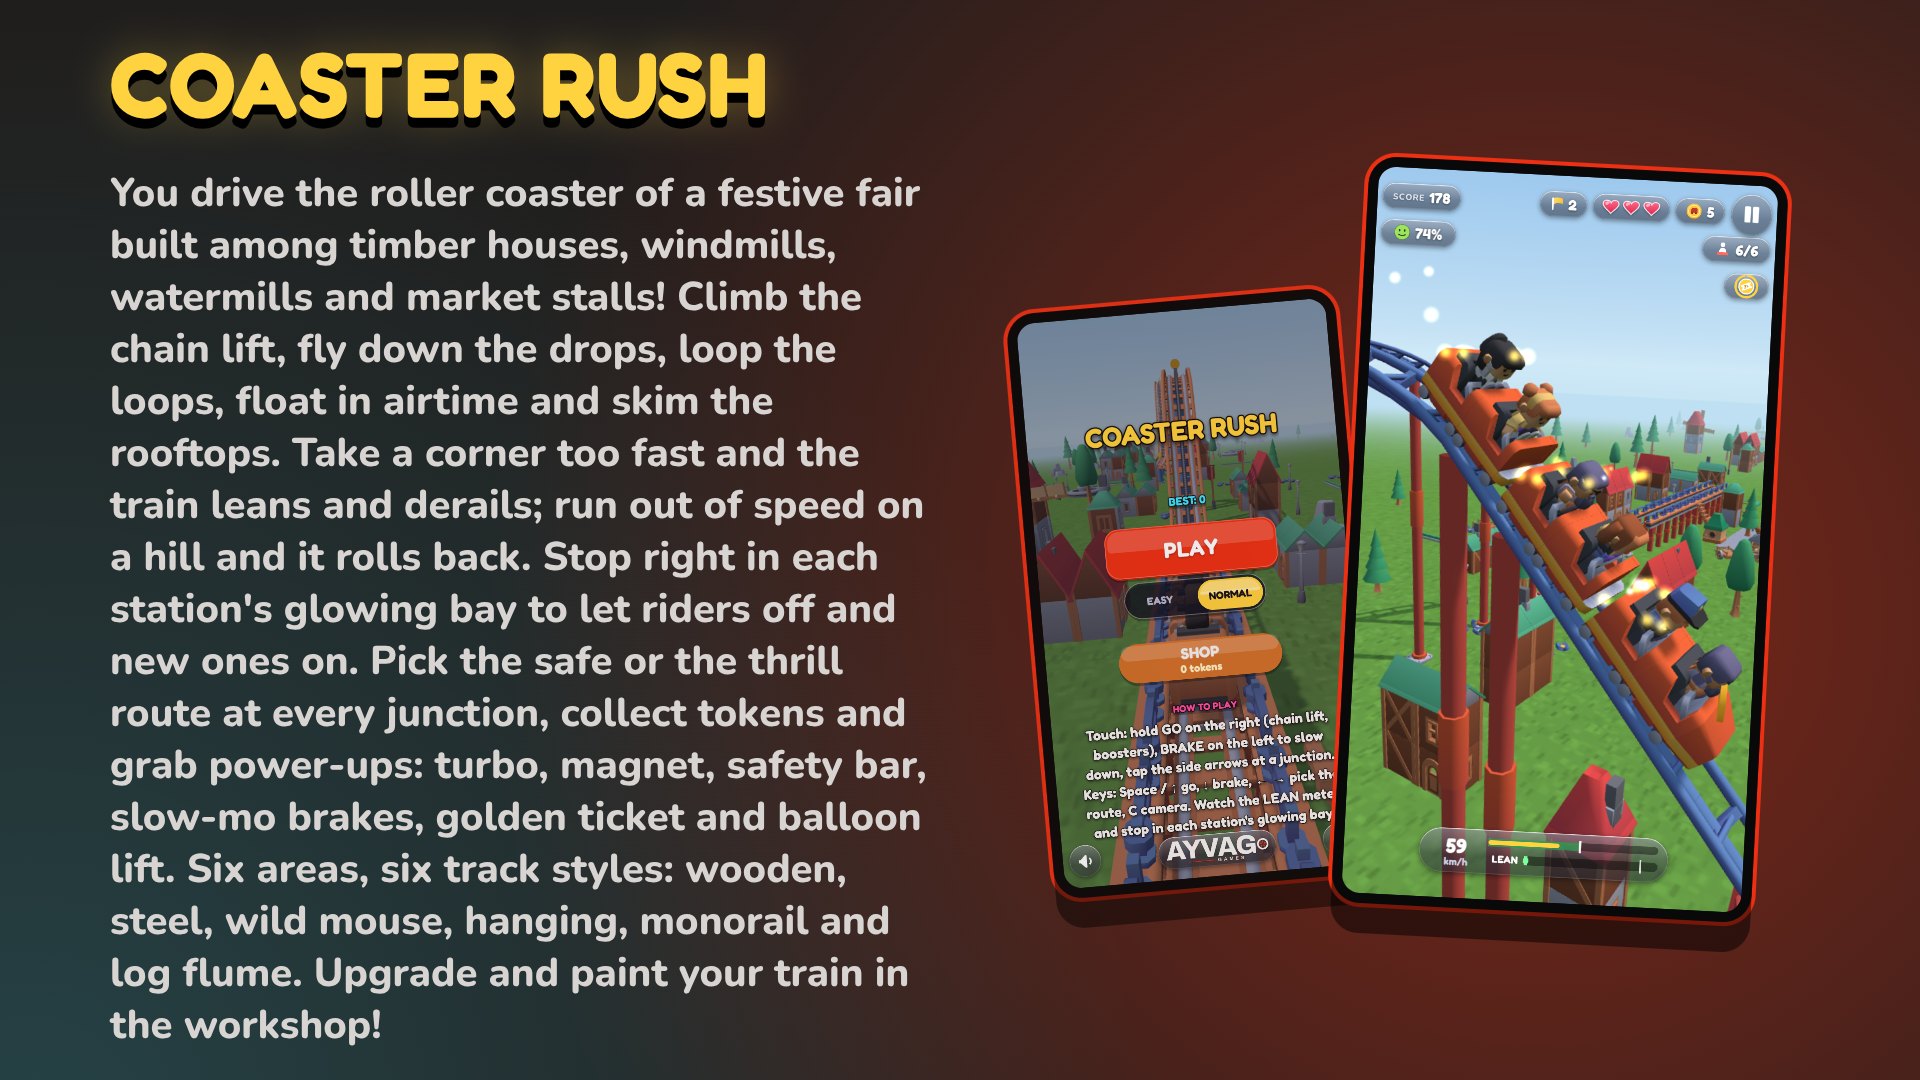 COASTER RUSH
You drive the roller coaster of a festive fair
built among timber houses, windmills,
watermills and market stalls! Climb the
chain lift, fly down the drops, loop the
loops, float in airtime and skim the
rooftops. Take a corner too fast and the
train leans and derails; run out of speed on
a hill and it rolls back. Stop right in each
station's glowing bay to let riders off and
new ones on. Pick the safe or the thrill
route at every junction, collect tokens and
grab power-ups: turbo, magnet, safety bar,
slow-mo brakes, golden ticket and balloon
lift. Six areas, six track styles: wooden,
steel, wild mouse, hanging, monorail and
log flume. Upgrade and paint your train in
the workshop!
COASTER RUSH
BEST: 0
PLAY
EASY NORMAL
SHOP
0 tokens
HOW TO PLAY
Touch: hold GO on the right (chain lift,
boosters), BRAKE on the left to slow
down, tap the side arrows at a junction.
Keys: Space / go, brake, pick the
route, C camera. Watch the LEAN mete
and stop in each station's glowing bay
AYVAGO
GAMES
SCORE 178
2
5
74%
6/6
59
km/h
LEAN